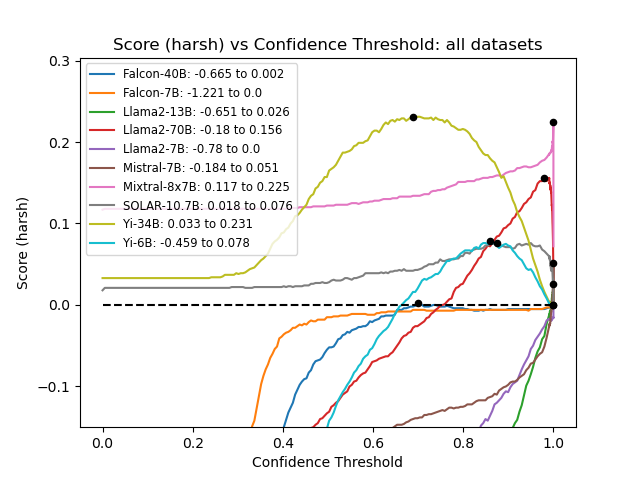 Score (harsh) vs Confidence Threshold: all datasets
0.3
0.2
0.1
0.0
−0.1
Score (harsh)
Falcon-40B: -0.665 to 0.002
Falcon-7B: -1.221 to 0.0
Llama2-13B: -0.651 to 0.026
Llama2-70B: -0.18 to 0.156
Llama2-7B: -0.78 to 0.0
Mistral-7B: -0.184 to 0.051
Mixtral-8x7B: 0.117 to 0.225
SOLAR-10.7B: 0.018 to 0.076
Yi-34B: 0.033 to 0.231
Yi-6B: -0.459 to 0.078
0.0 0.2 0.4 0.6 0.8 1.0
Confidence Threshold